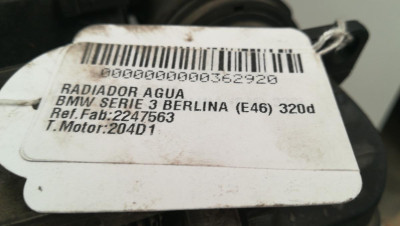 0000000000362920
RADIADOR AGUA
BMW SERIE 3 BERLINA (E46) 320d
Ref.Fab:2247563
T.Motor:204D1